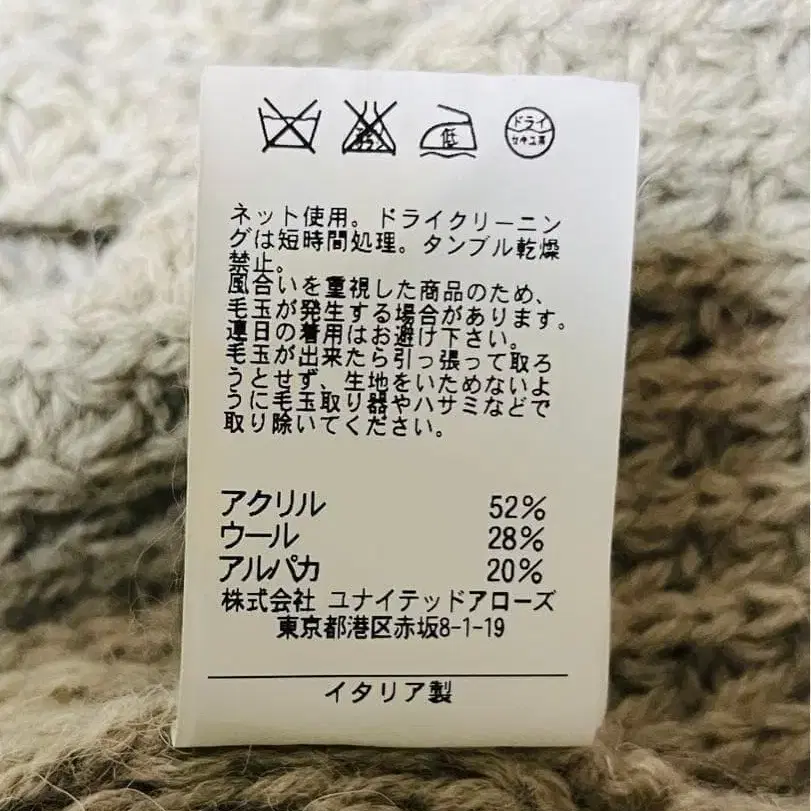 低 ドライ
セキユ系
ネット使用。ドライクリーニン
グは短時間処理。タンブル乾燥
禁止。
風合いを重視した商品のため、
毛玉が発生する場合があります。
連日の着用はお避け下さい。
毛玉が出来たら引っ張って取ろ
うとせず、生地をいためないよ
うに毛玉取り器やハサミなどで
取り除いてください。
アクリル 52%
ウール 28%
アルパカ 20%
株式会社 ユナイテッドアローズ
東京都港区赤坂8-1-19
イタリア製